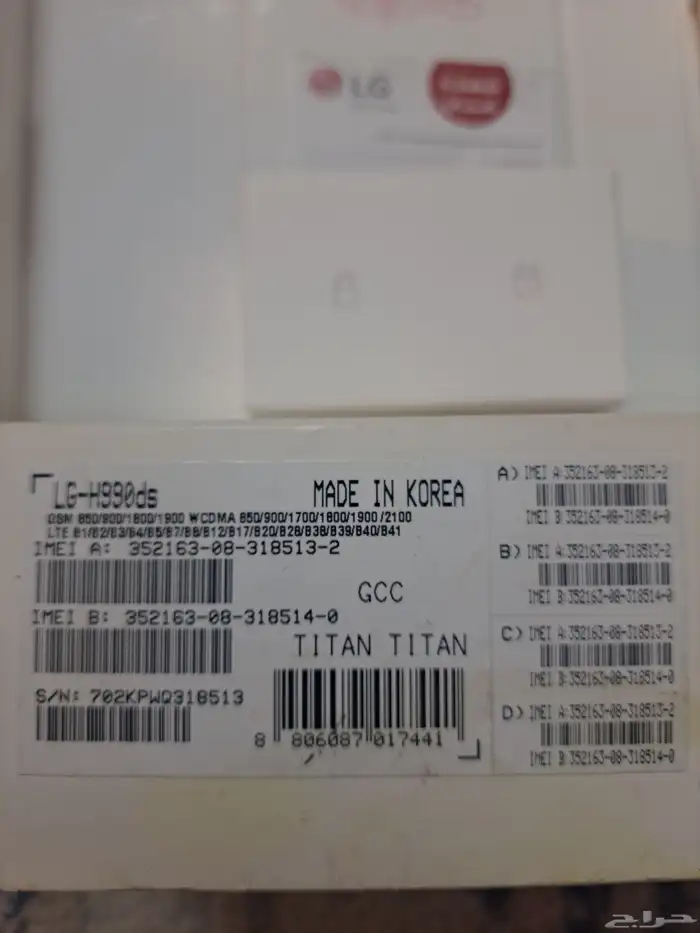 LG
LG-H990ds
MADE IN KOREA
GSM 850/900/1800/1900 WCDMA 850/900/1700/1800/1900 /2100
LTE B1/B2/B3/B4/B5/B7/B8/B12/B17/B20/B28/B38/B39/B40/B41
IMEI A: 352163-08-318513-2
GCC
IMEI B: 352163-08-318514-0
TITAN TITAN
S/N: 702KPWQ318513
8 806087 017441
A) IMEI A:352163-08-318513-2
IMEI B:352163-08-318514-0
B) IMEI A:352163-08-318513-2
IMEI B:352163-08-318514-0
C) IMEI A:352163-08-318513-2
IMEI B:352163-08-318514-0
D) IMEI A:352163-08-318513-2
IMEI B:352163-08-318514-0
حراج